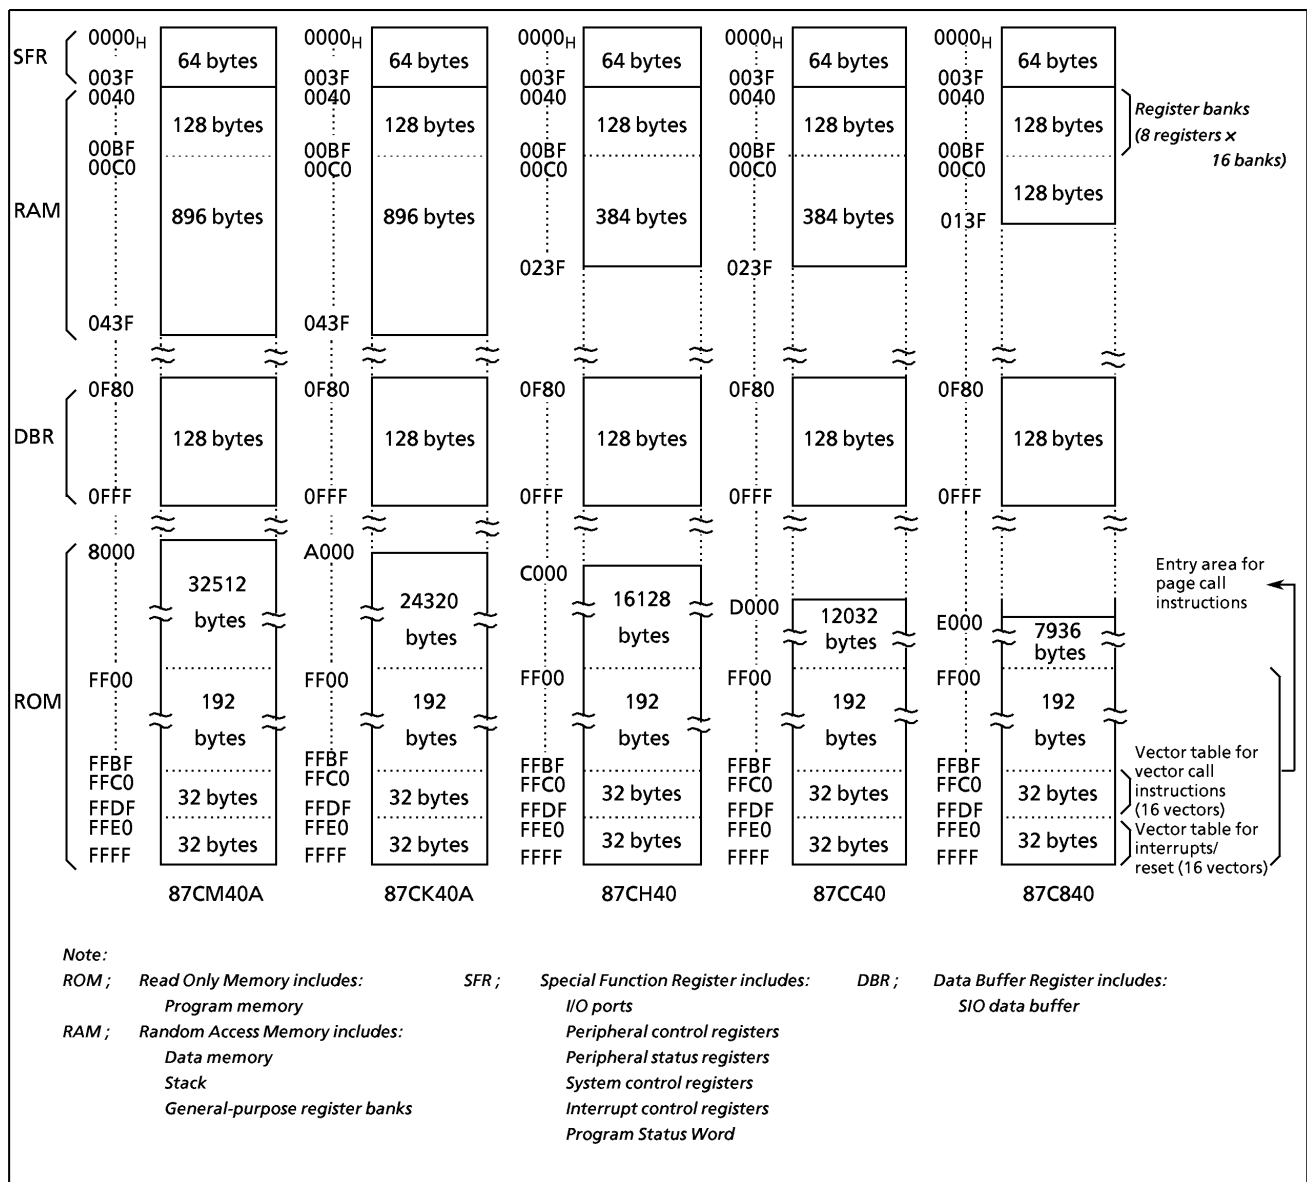 SFR
RAM
DBR
ROM
0000H
003F
0040
00BF
00C0
043F
0F80
0FFF
8000
FF00
FFBF
FFC0
FFDF
FFE0
FFFF
64 bytes
128 bytes
896 bytes
128 bytes
32512
bytes
192
bytes
32 bytes
32 bytes
87CM40A
0000H
003F
0040
00BF
00C0
043F
0F80
0FFF
A000
FF00
FFBF
FFC0
FFDF
FFE0
FFFF
64 bytes
128 bytes
896 bytes
128 bytes
24320
bytes
192
bytes
32 bytes
32 bytes
87CK40A
0000H
003F
0040
00BF
00C0
023F
0F80
0FFF
C000
FF00
FFBF
FFC0
FFDF
FFE0
FFFF
64 bytes
128 bytes
384 bytes
128 bytes
16128
bytes
192
bytes
32 bytes
32 bytes
87CH40
0000H
003F
0040
00BF
00C0
023F
0F80
0FFF
D000
FF00
FFBF
FFC0
FFDF
FFE0
FFFF
64 bytes
128 bytes
384 bytes
128 bytes
12032
bytes
192
bytes
32 bytes
32 bytes
87CC40
0000H
003F
0040
00BF
00C0
013F
0F80
0FFF
E000
FF00
FFBF
FFC0
FFDF
FFE0
FFFF
64 bytes
128 bytes
128 bytes
128 bytes
7936
bytes
192
bytes
32 bytes
32 bytes
87C840
Register banks
(8 registers ×
16 banks)
Entry area for
page call
instructions
Vector table for
vector call
instructions
(16 vectors)
Vector table for
interrupts/
reset (16 vectors)
Note:
ROM ; Read Only Memory includes:
Program memory
RAM ; Random Access Memory includes:
Data memory
Stack
General-purpose register banks
SFR ; Special Function Register includes:
I/O ports
Peripheral control registers
Peripheral status registers
System control registers
Interrupt control registers
Program Status Word
DBR ; Data Buffer Register includes:
SIO data buffer